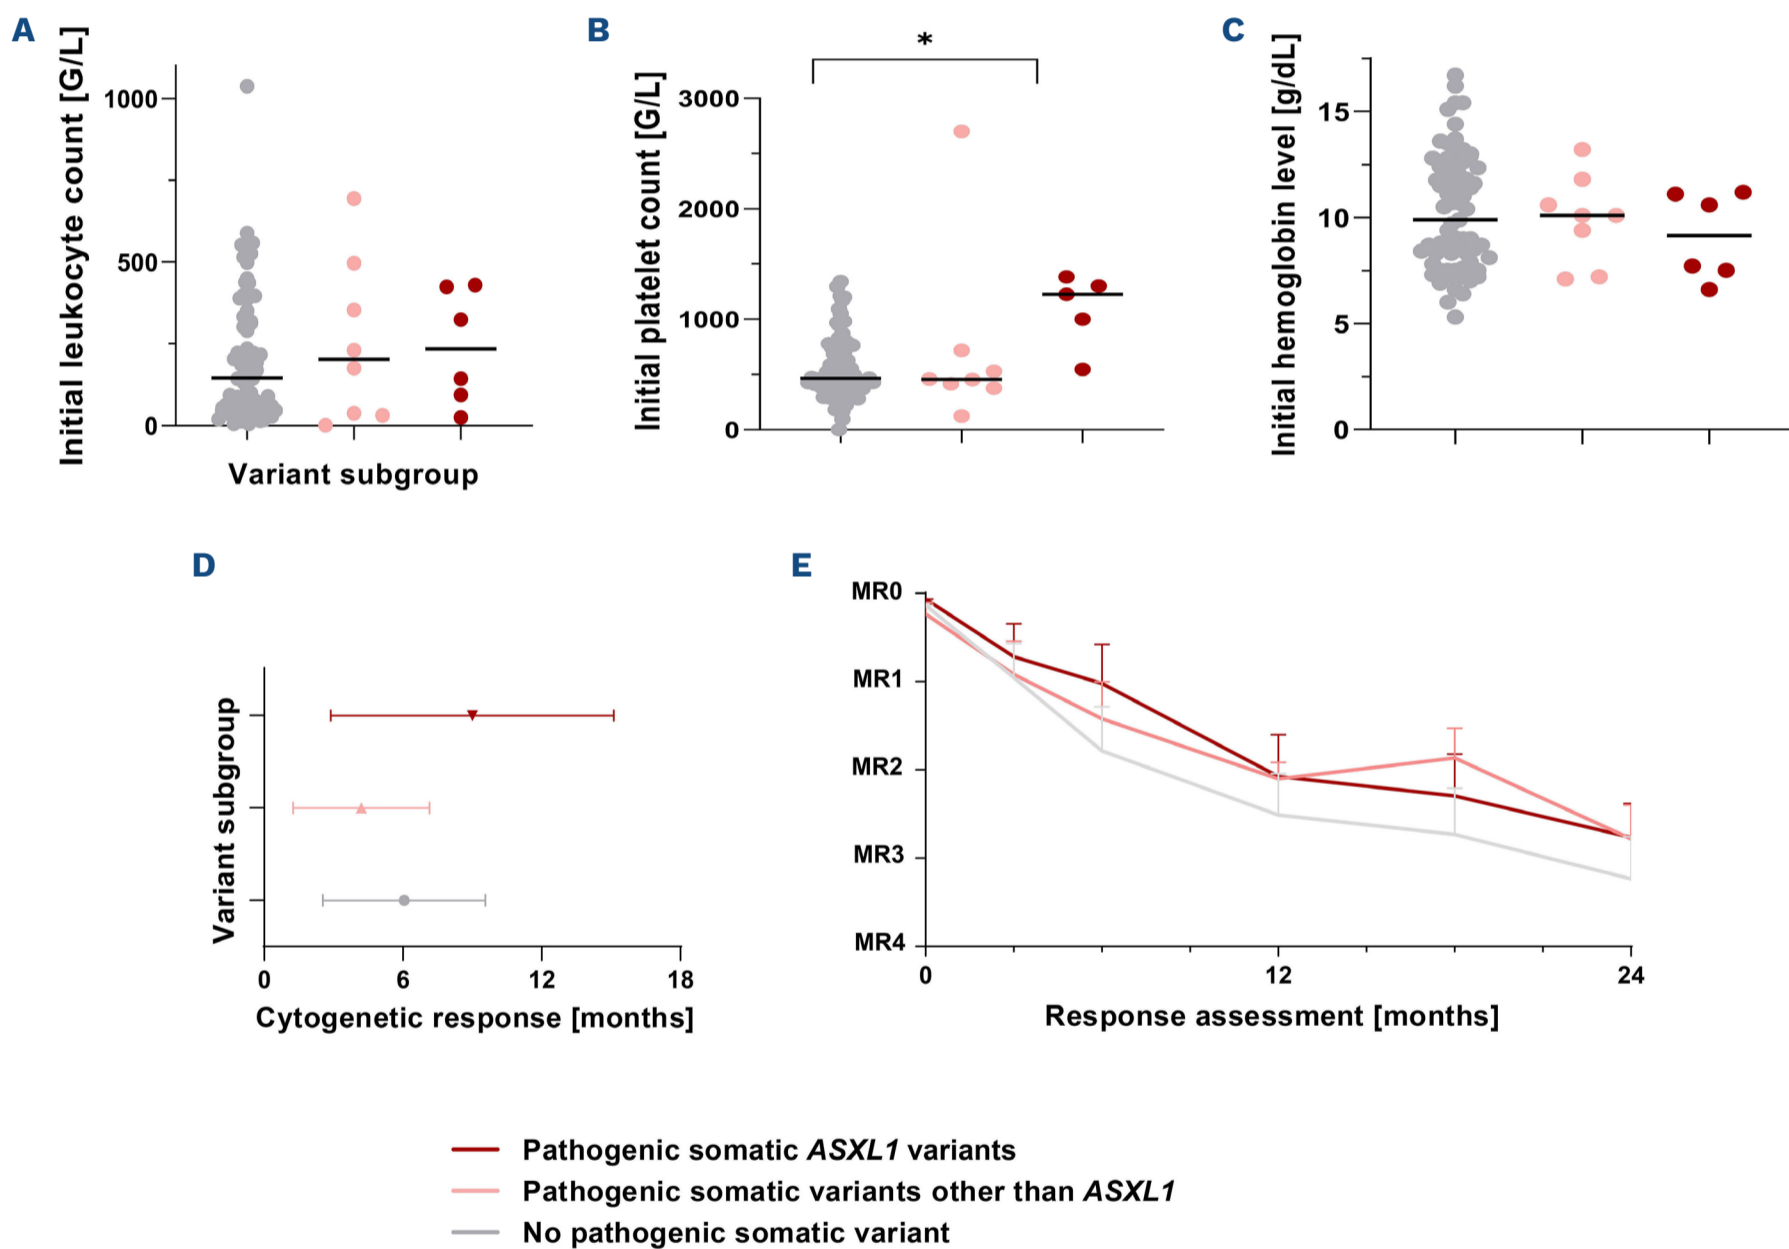 A
Initial leukocyte count [G/L]
1000
500
0
Variant subgroup
B
*
Initial platelet count [G/L]
3000
2000
1000
0
C
Initial hemoglobin level [g/dL]
15
10
5
0
D
Variant subgroup
0 6 12 18
Cytogenetic response [months]
E
MR0
MR1
MR2
MR3
MR4
0 12 24
Response assessment [months]
Pathogenic somatic ASXL1 variants
Pathogenic somatic variants other than ASXL1
No pathogenic somatic variant